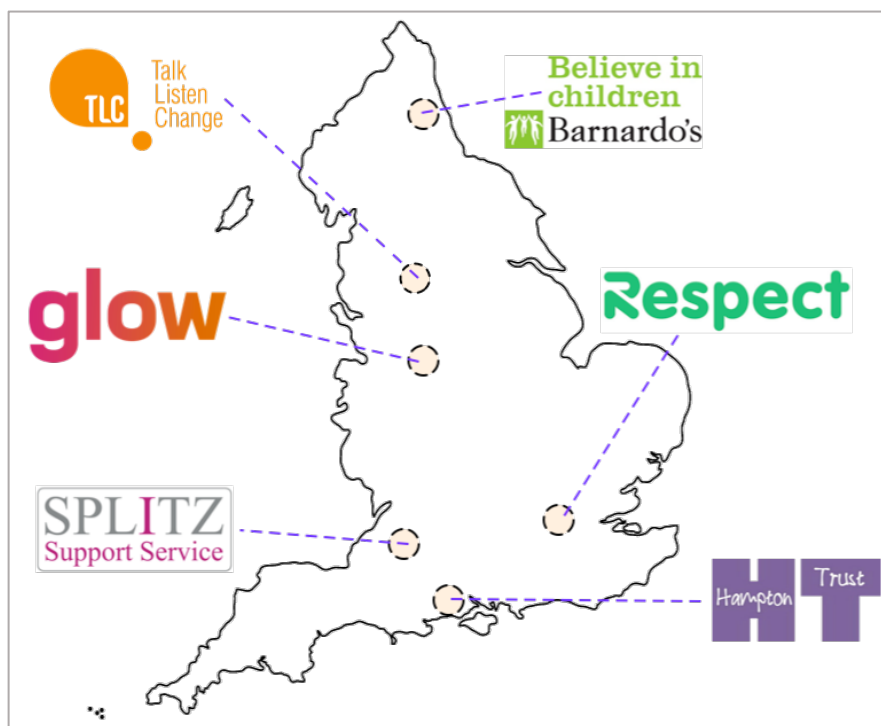 TLC
Talk
Listen
Change
Believe in
children
Barnardo's
glow
Respect
SPLITZ
Support Service
Hampton
Trust
HT